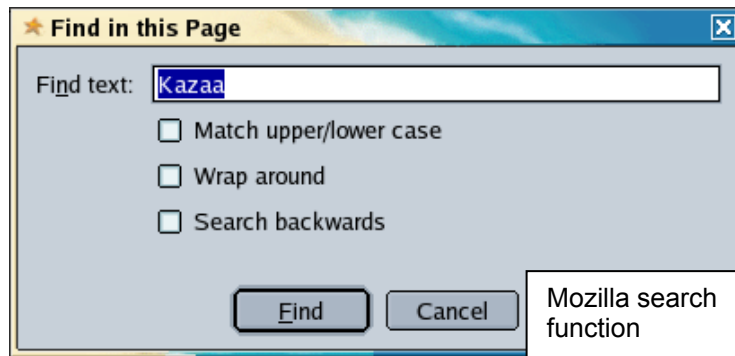 Find in this Page
Find text: Kazaa
Match upper/lower case
Wrap around
Search backwards
Find Cancel
Mozilla search
function